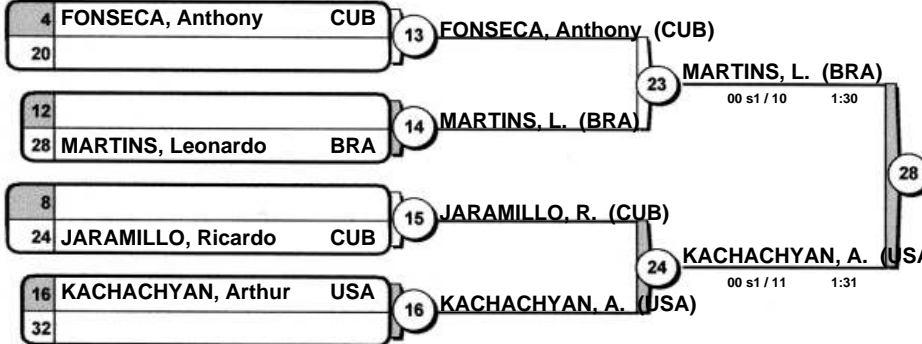 4 FONSECA, Anthony CUB
20
13
FONSECA, Anthony (CUB)
12
28 MARTINS, Leonardo BRA
14
MARTINS, L. (BRA)
23
MARTINS, L. (BRA)
00 s1 / 10 1:30
8
24 JARAMILLO, Ricardo CUB
15
JARAMILLO, R. (CUB)
16 KACHACHYAN, Arthur USA
32
16
KACHACHYAN, A. (USA)
24
KACHACHYAN, A. (USA
00 s1 / 11 1:31
28